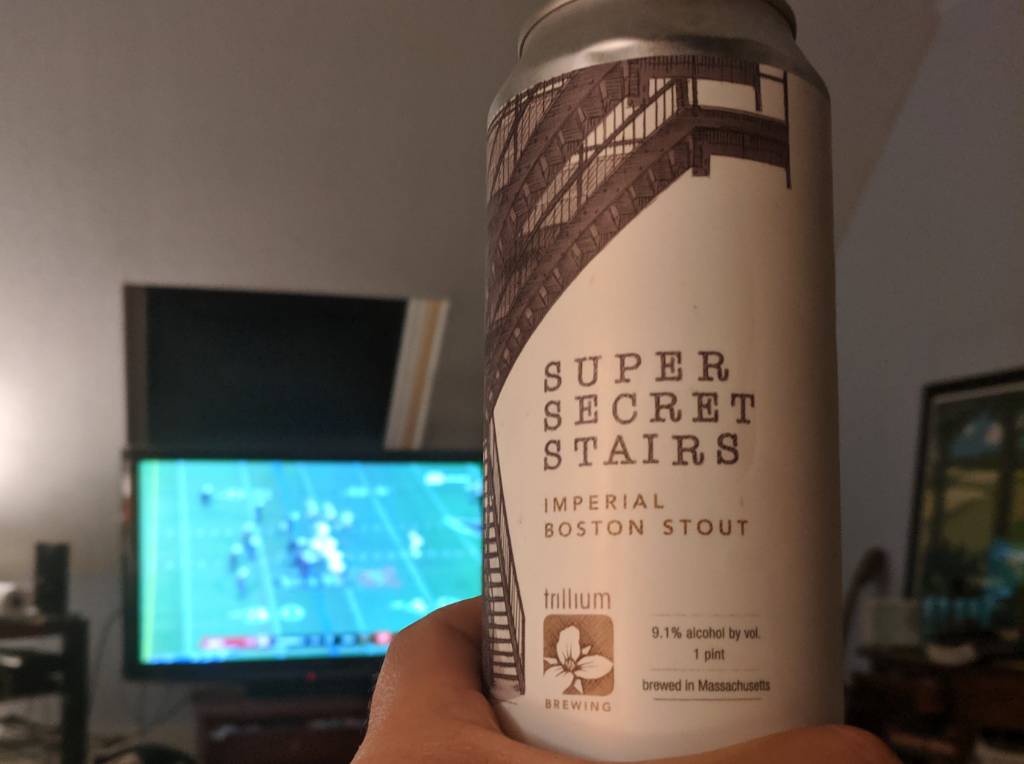 SUPER
SECRET
STAIRS
IMPERIAL
BOSTON STOUT
trillium
BREWING
9.1% alcohol by vol.
1 pint
brewed in Massachusetts